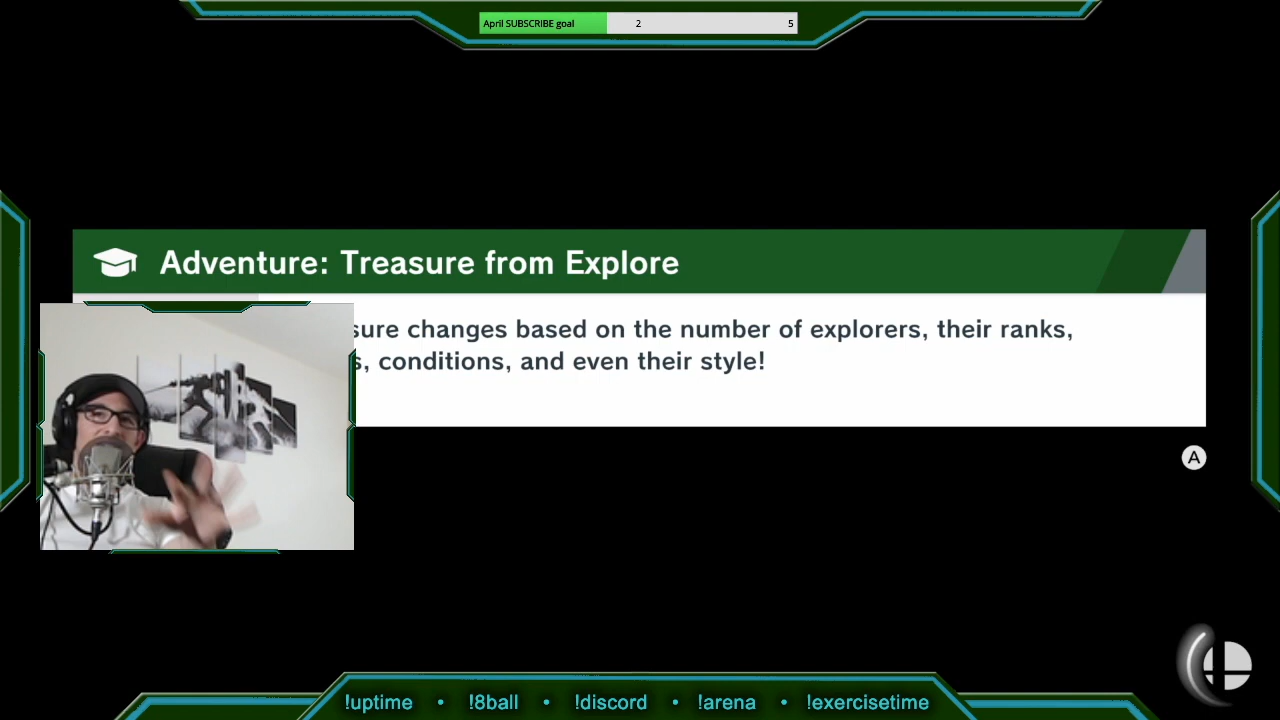 April SUBSCRIBE goal 2 5
Adventure: Treasure from Explore
changes based on the number of explorers, their ranks,
conditions, and even their style!
A
!uptime • !8ball • !discord • !arena • !exercisetime